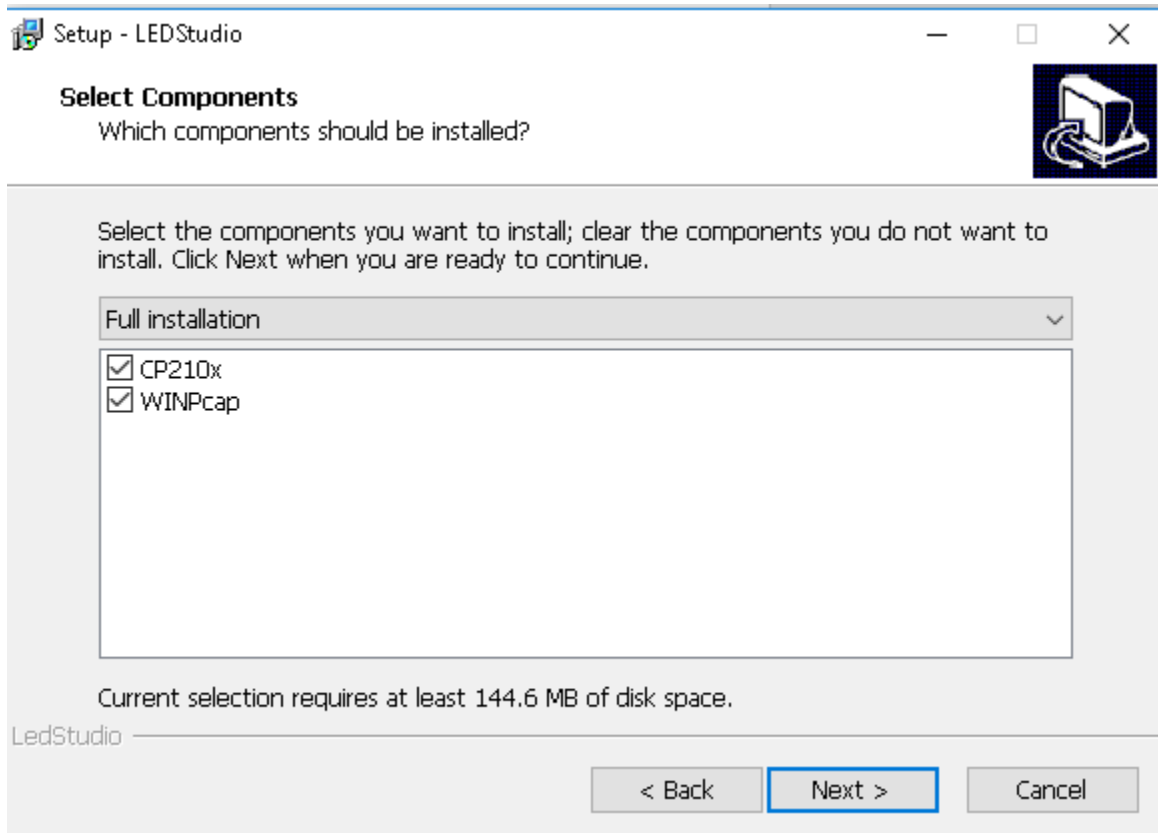 Setup - LEDStudio
Select Components
Which components should be installed?
Select the components you want to install; clear the components you do not want to
install. Click Next when you are ready to continue.
Full installation
CP210x
WINPcap
Current selection requires at least 144.6 MB of disk space.
LedStudio
< Back
Next >
Cancel